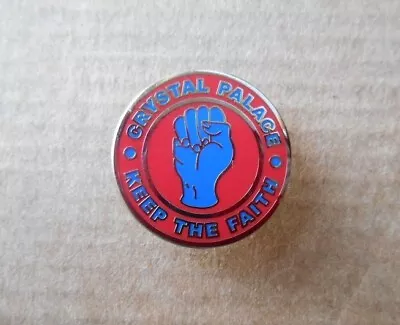 CRYSTAL PALACE
KEEP THE FAITH